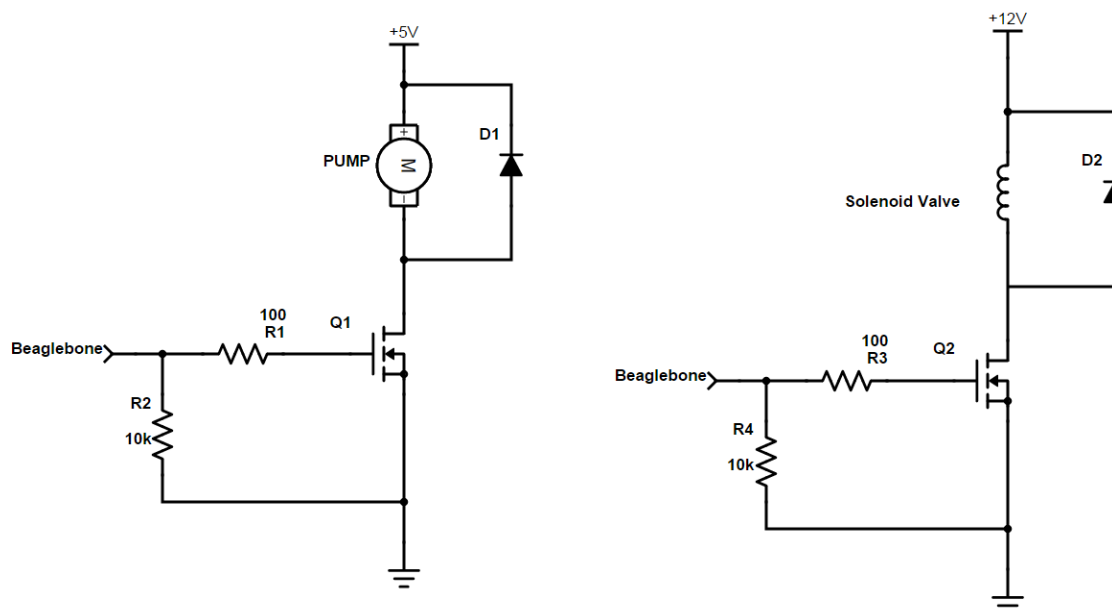 +5V
D1
+
PUMP
M
−
100
R1
Q1
Beaglebone
R2
10k
+12V
D2
Solenoid Valve
100
R3
Q2
Beaglebone
R4
10k